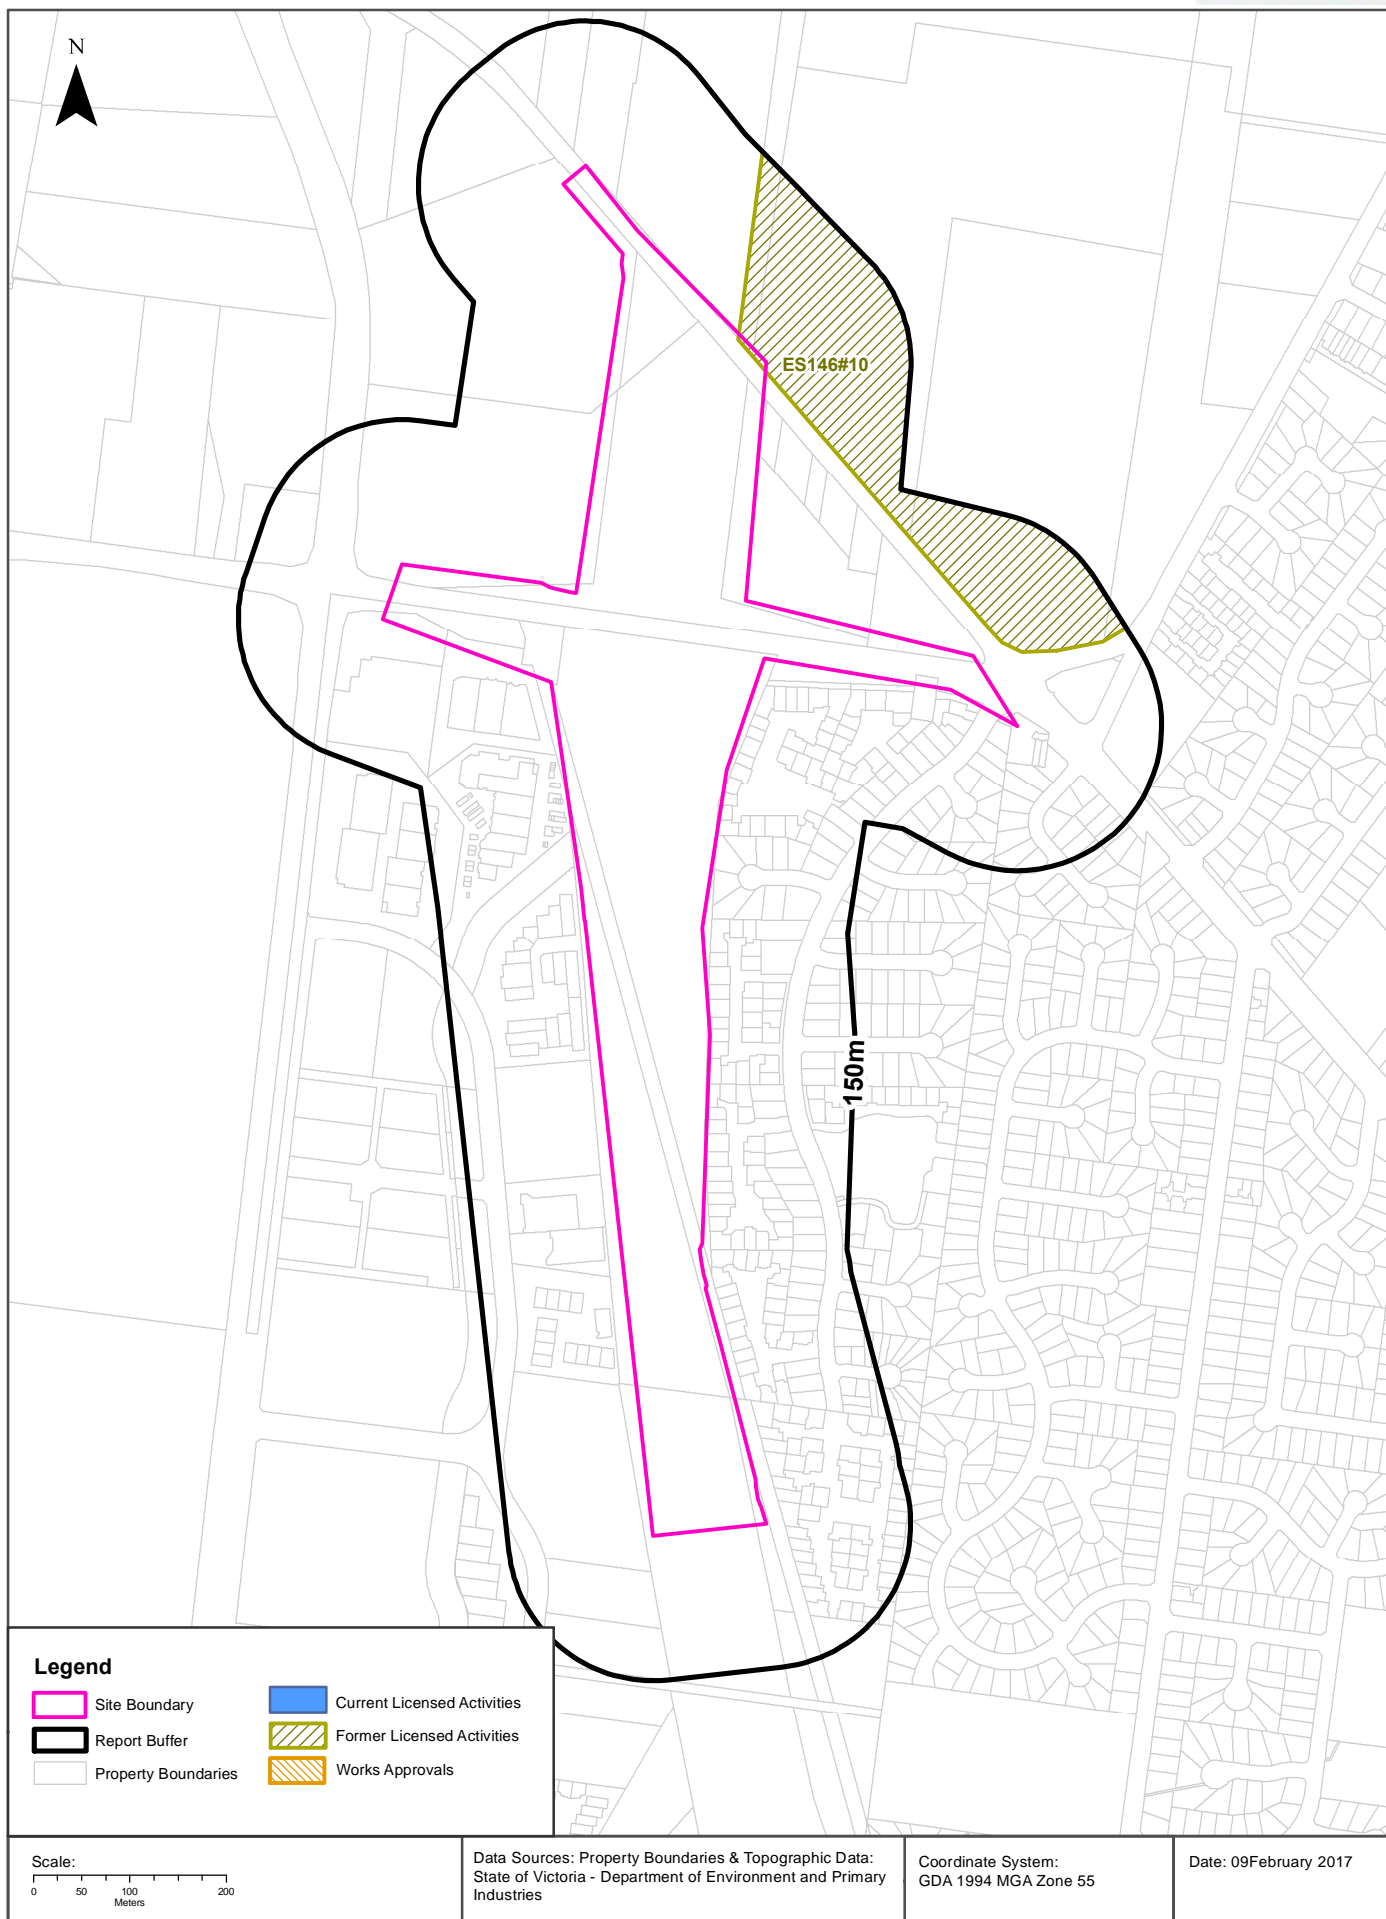 N
ES146#10
150m
Legend
Site Boundary
Report Buffer
Property Boundaries
Current Licensed Activities
Former Licensed Activities
Works Approvals
Scale:
0 50 100 200
Meters
Data Sources: Property Boundaries & Topographic Data:
State of Victoria - Department of Environment and Primary
Industries
Coordinate System:
GDA 1994 MGA Zone 55
Date: 09February 2017